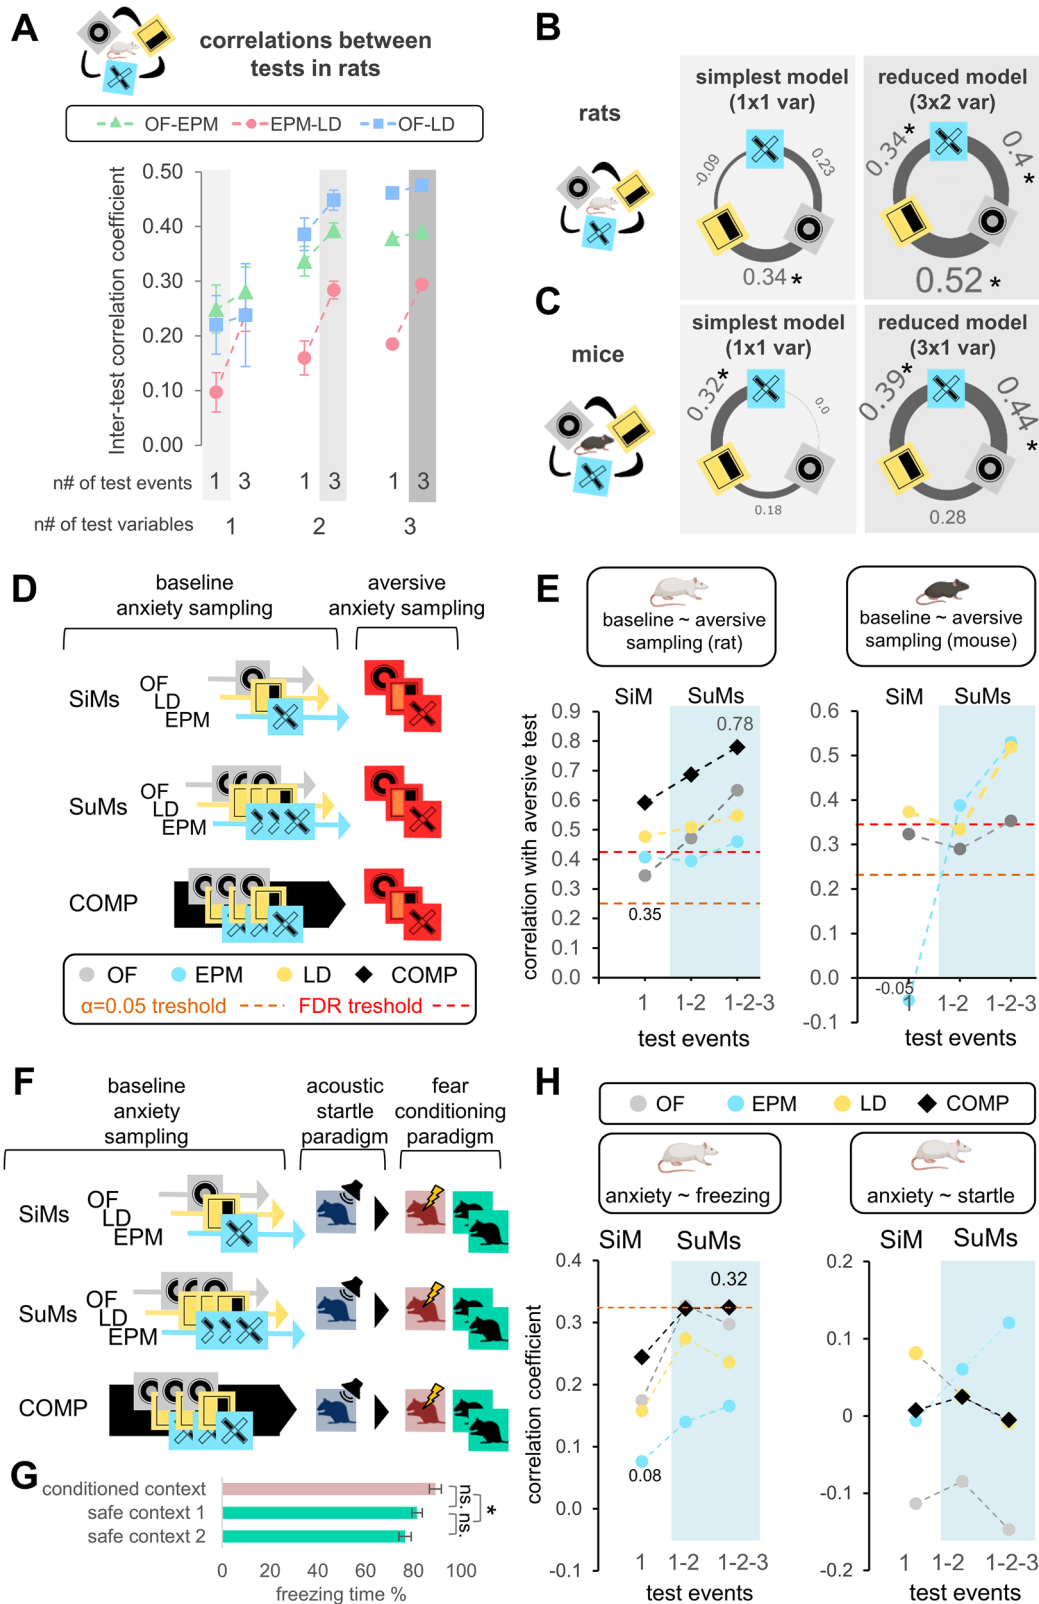 A
correlations between
tests in rats
OF-EPM EPM-LD OF-LD
Inter-test correlation coefficient
0.50
0.40
0.30
0.20
0.10
0.00
n# of test events 1 3 1 3 1 3
n# of test variables 1 2 3
B
rats
simplest model
(1x1 var)
-0.09
0.23
0.34 *
reduced model
(3x2 var)
0.34 *
0.4 *
0.52 *
C
mice
simplest model
(1x1 var)
0.32 *
0.0
0.18
reduced model
(3x1 var)
0.39 *
0.44 *
0.28
D
baseline
anxiety sampling
aversive
anxiety sampling
SiMs
OF
LD
EPM
SuMs
OF
LD
EPM
COMP
OF EPM LD COMP
α=0.05 treshold FDR treshold
E
baseline ~ aversive
sampling (rat)
baseline ~ aversive
sampling (mouse)
SiM SuMs
correlation with aversive test
0.9
0.8
0.7
0.6
0.5
0.4
0.3
0.2
0.1
0.0
0.78
0.35
1 1-2 1-2-3
test events
SiM SuMs
0.6
0.5
0.4
0.3
0.2
0.1
0.0
-0.1
-0.05
1 1-2 1-2-3
test events
F
baseline
anxiety
sampling
acoustic
startle
paradigm
fear
conditioning
paradigm
SiMs
OF
LD
EPM
SuMs
OF
LD
EPM
COMP
G
conditioned context
safe context 1
safe context 2
ns.
ns.
*
0 20 40 60 80 100
freezing time %
H
OF EPM LD COMP
anxiety ~ freezing
anxiety ~ startle
SiM SuMs
correlation coefficient
0.4
0.3
0.2
0.1
0.0
-0.1
0.32
0.08
1 1-2 1-2-3
test events
SiM SuMs
0.2
0.1
0
-0.1
-0.2
1 1-2 1-2-3
test events